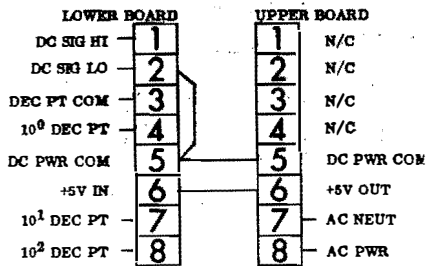 LOWER BOARD UPPER BOARD
DC SIG HI 1 1 N/C
DC SIG LO 2 2 N/C
DEC PT COM 3 3 N/C
10⁰ DEC PT 4 4 N/C
DC PWR COM 5 5 DC PWR COM
+5V IN 6 6 +5V OUT
10¹ DEC PT 7 7 AC NEUT
10² DEC PT 8 8 AC PWR